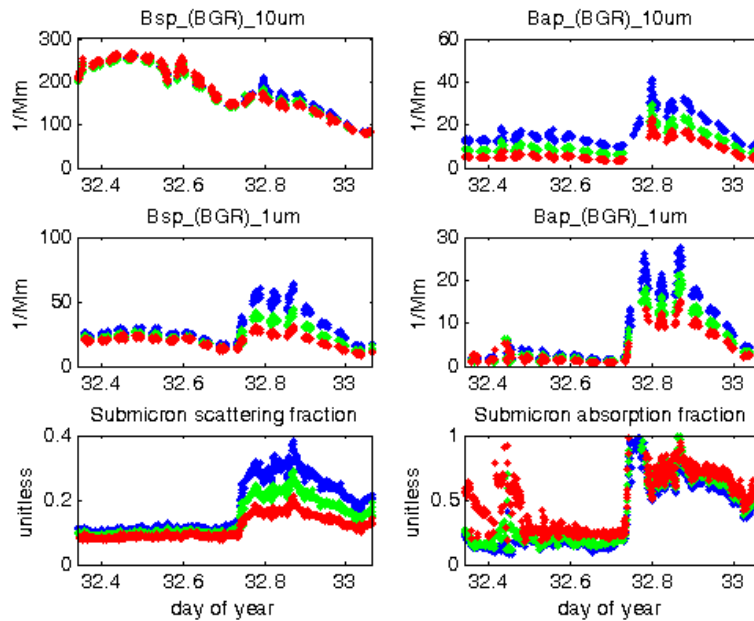 Bsp_(BGR)_10um
300
200
100
0
1/Mm
32.4 32.6 32.8 33
Bap_(BGR)_10um
60
40
20
0
1/Mm
32.4 32.6 32.8 33
Bsp_(BGR)_1um
100
50
0
1/Mm
32.4 32.6 32.8 33
Bap_(BGR)_1um
30
20
10
0
1/Mm
32.4 32.6 32.8 33
Submicron scattering fraction
0.4
0.2
0
unitless
32.4 32.6 32.8 33
day of year
Submicron absorption fraction
1
0.5
0
unitless
32.4 32.6 32.8 33
day of year